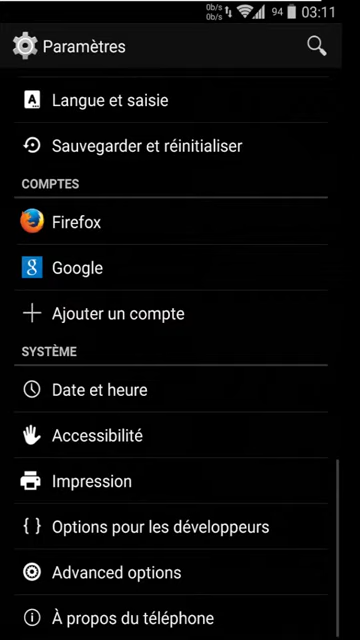 0b/s
0b/s
94
03:11
Paramètres
Langue et saisie
Sauvegarder et réinitialiser
COMPTES
Firefox
Google
Ajouter un compte
SYSTÈME
Date et heure
Accessibilité
Impression
Options pour les développeurs
Advanced options
À propos du téléphone